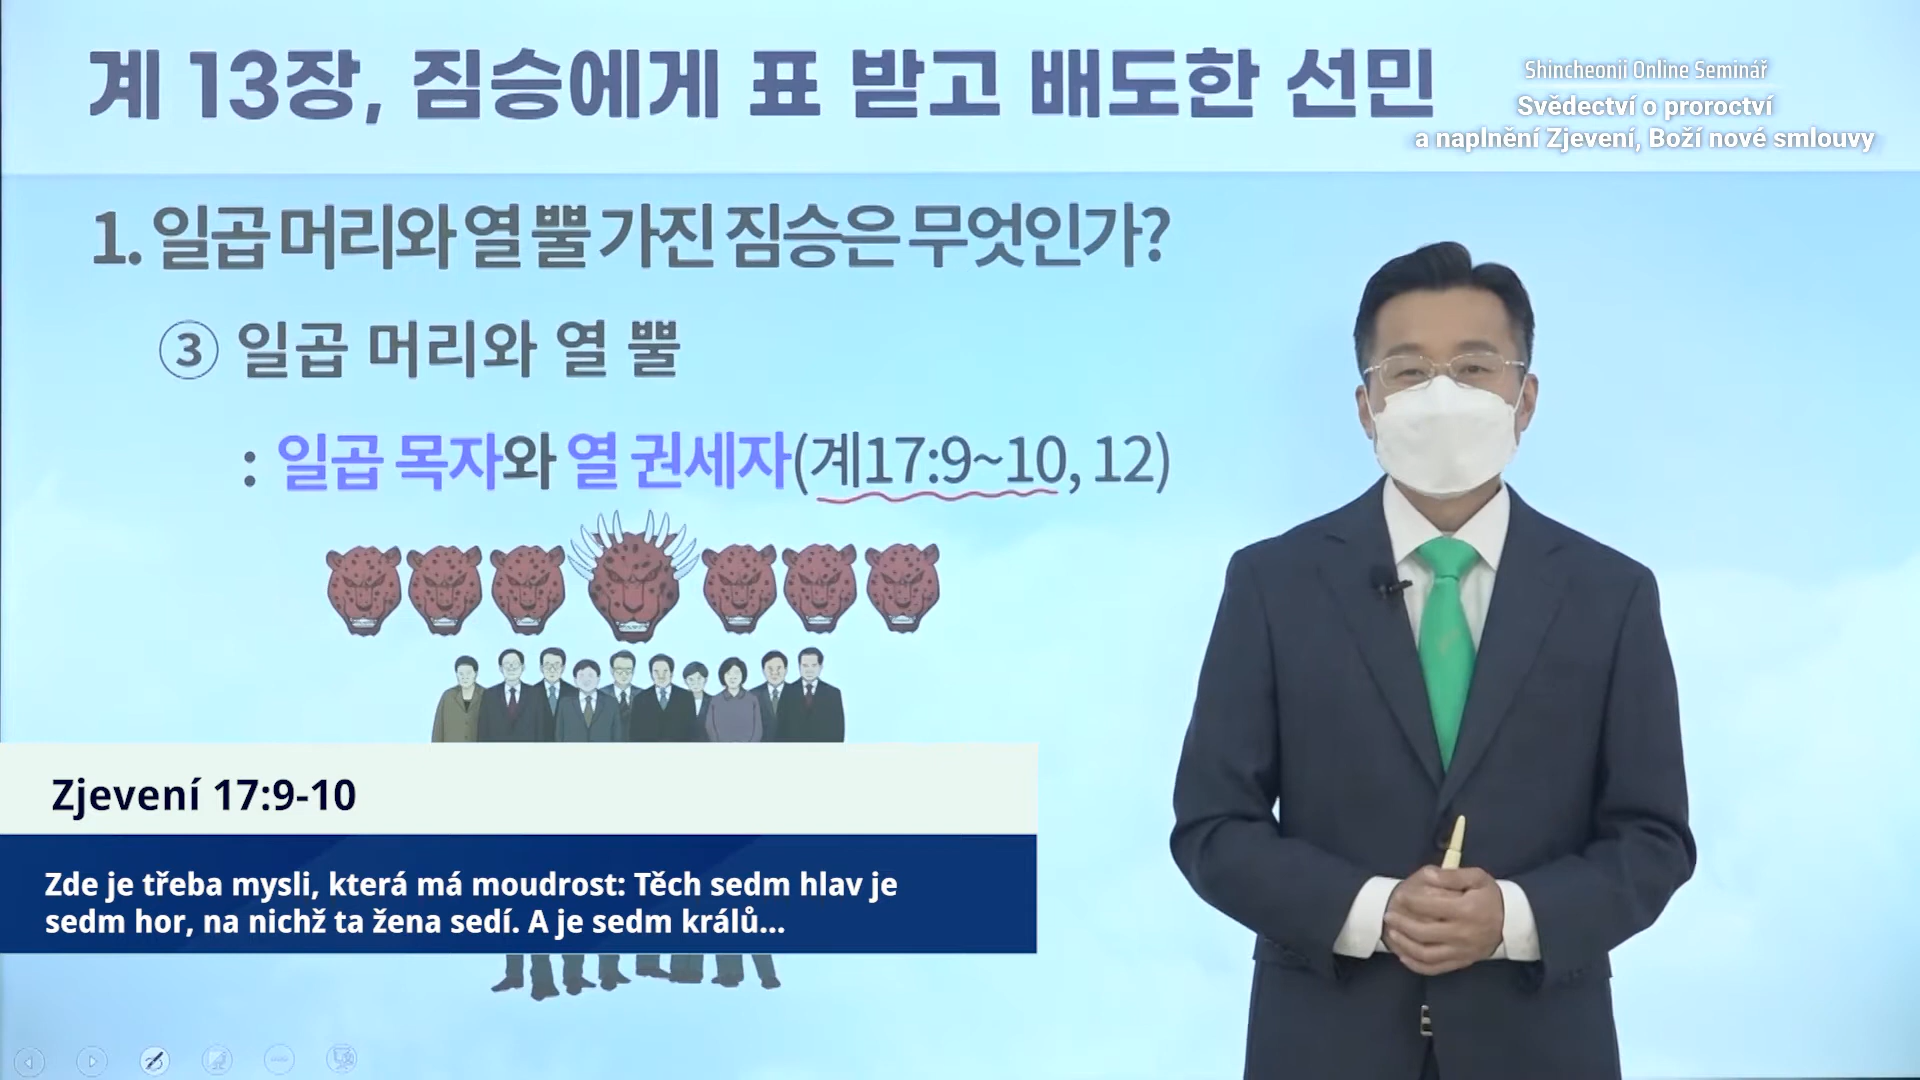 계 13장, 짐승에게 표 받고 배도한 선민
Shincheonji Online Seminář
Svědectví o proroctví
a naplnění Zjevení, Boží nové smlouvy
1. 일곱 머리와 열 뿔 가진 짐승은 무엇인가?
③ 일곱 머리와 열 뿔
: 일곱 목자와 열 권세자(계17:9~10, 12)
Zjevení 17:9-10
Zde je třeba mysli, která má moudrost: Těch sedm hlav je
sedm hor, na nichž ta žena sedí. A je sedm králů...